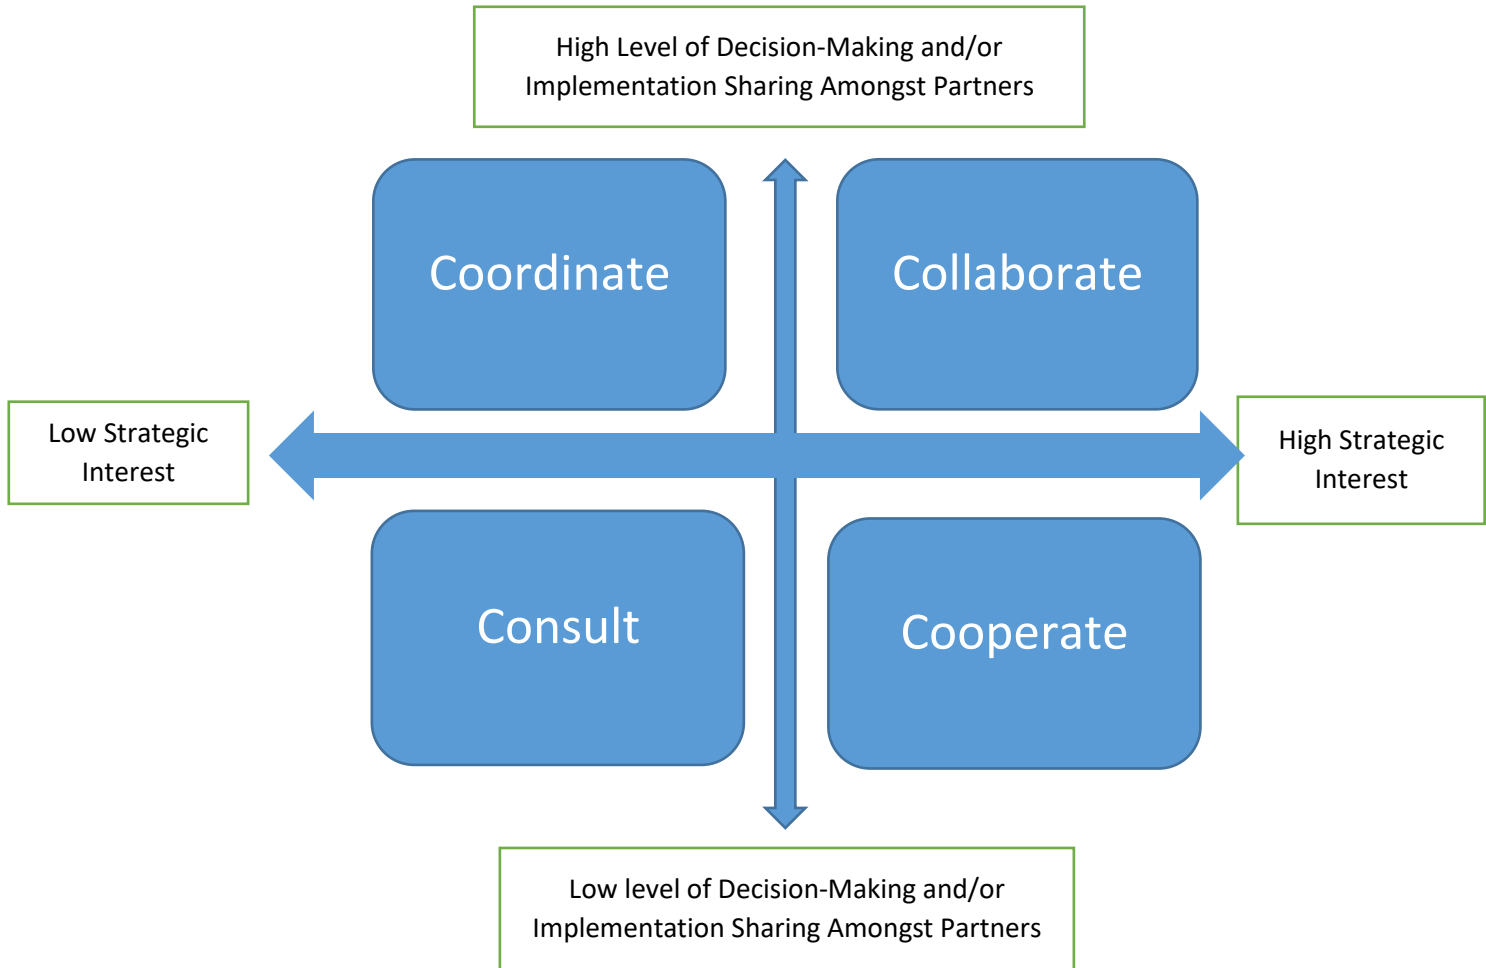 High Level of Decision-Making and/or
Implementation Sharing Amongst Partners
Coordinate
Collaborate
Low Strategic
Interest
High Strategic
Interest
Consult
Cooperate
Low level of Decision-Making and/or
Implementation Sharing Amongst Partners